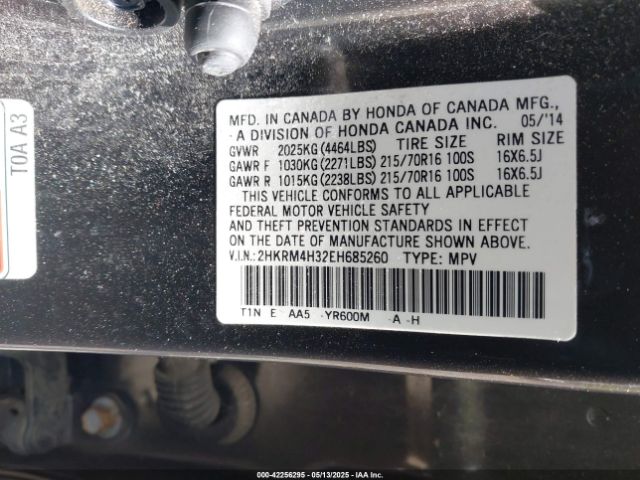 MFD. IN CANADA BY HONDA OF CANADA MFG.,
-A DIVISION OF HONDA CANADA INC. 05/'14
GVWR 2025KG(4464LBS) TIRE SIZE RIM SIZE
GAWR F 1030KG(2271LBS) 215/70R16 100S 16X6.5J
GAWR R 1015KG(2238LBS) 215/70R16 100S 16X6.5J
THIS VEHICLE CONFORMS TO ALL APPLICABLE
FEDERAL MOTOR VEHICLE SAFETY
AND THEFT PREVENTION STANDARDS IN EFFECT
ON THE DATE OF MANUFACTURE SHOWN ABOVE.
V.I.N.: 2HKRM4H32EH685260 TYPE: MPV
T1N E AA5 -YR600M -A -H
TOA A3
000-42256295 - 05/13/2025 - IAA Inc.